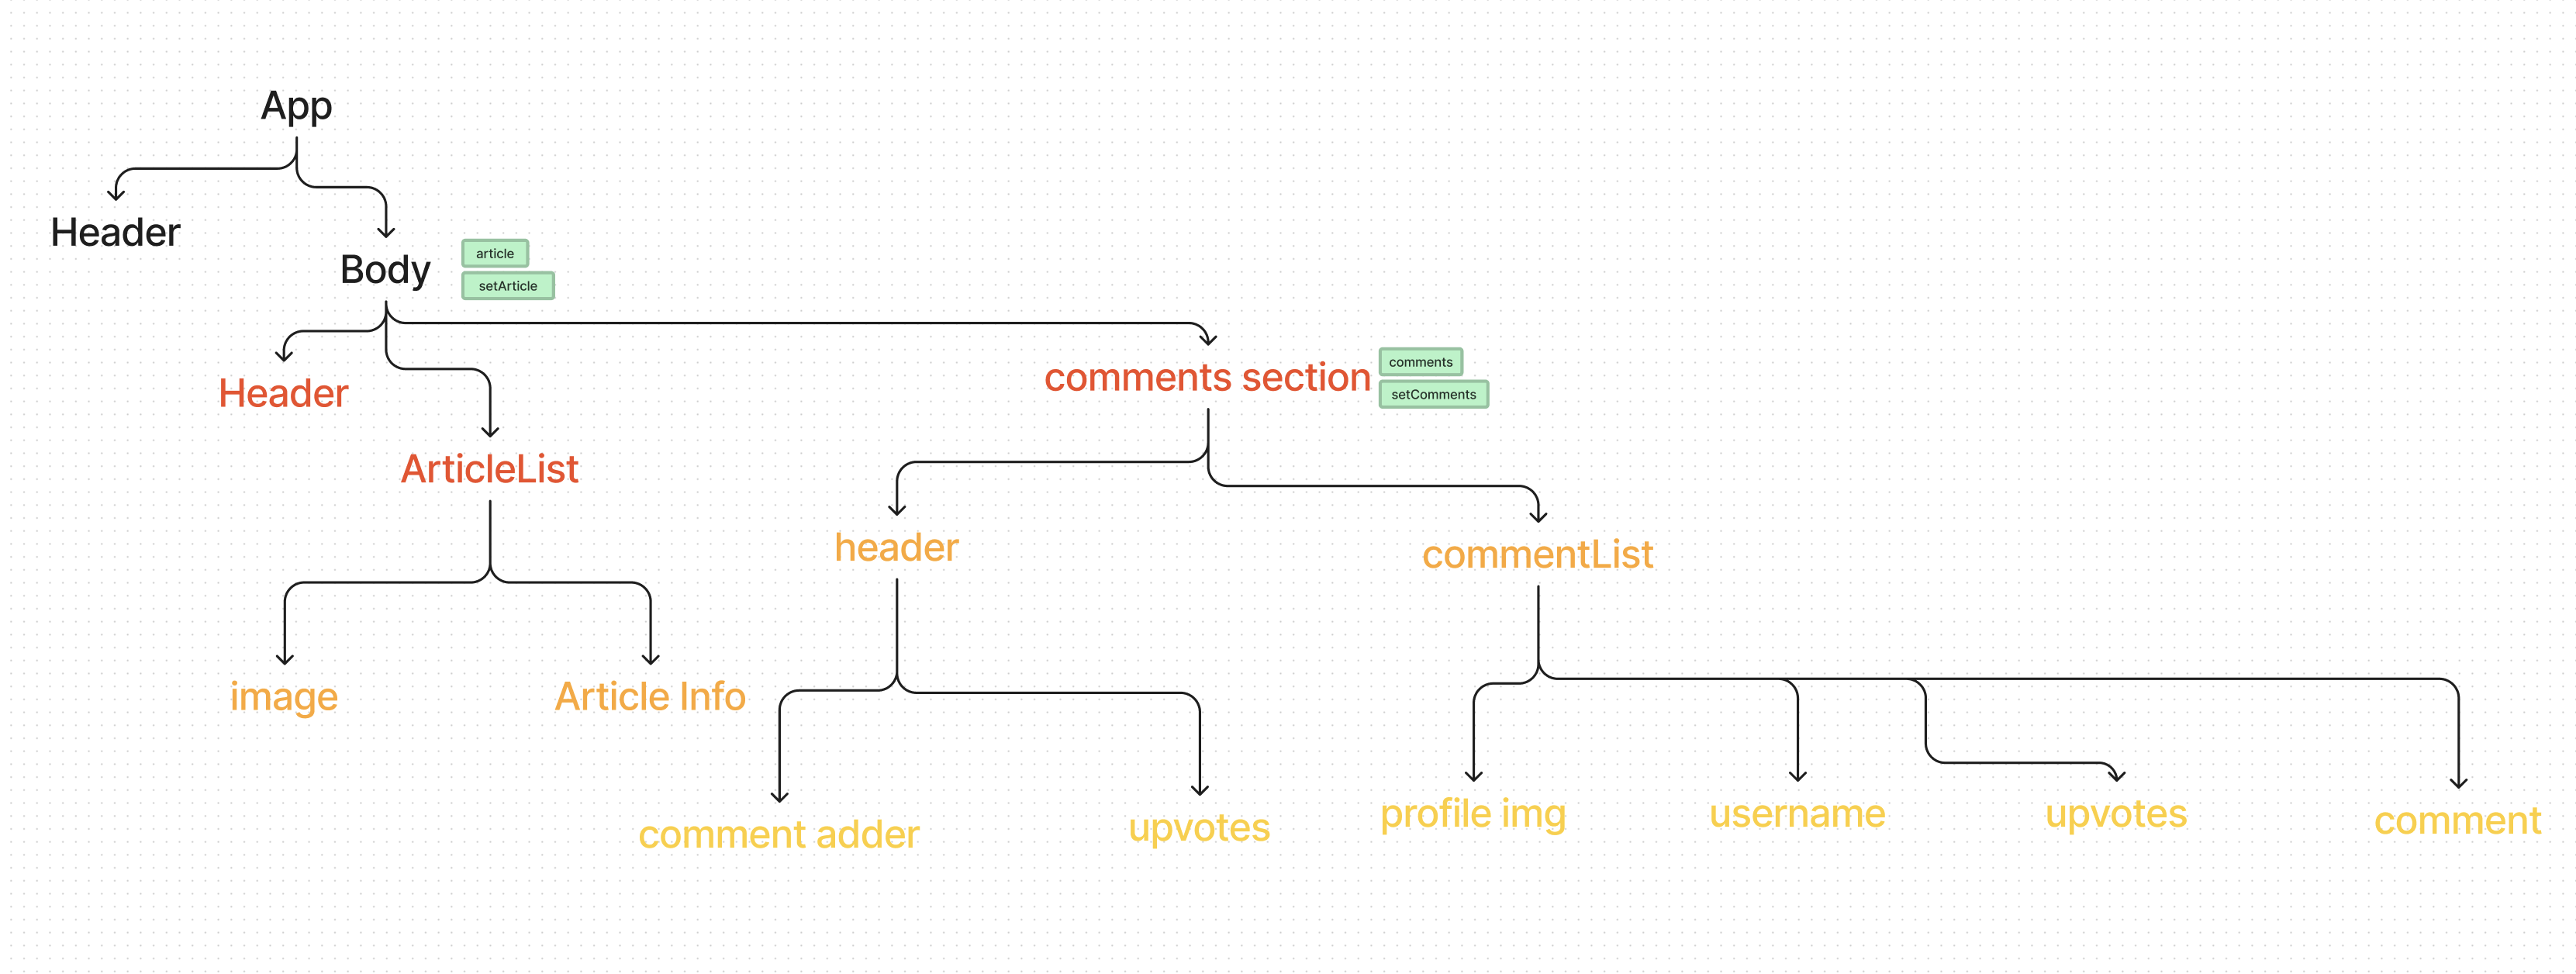 App
Header
Body
article
setArticle
Header
comments section
comments
setComments
ArticleList
header
commentList
image
Article Info
comment adder
upvotes
profile img
username
upvotes
comment